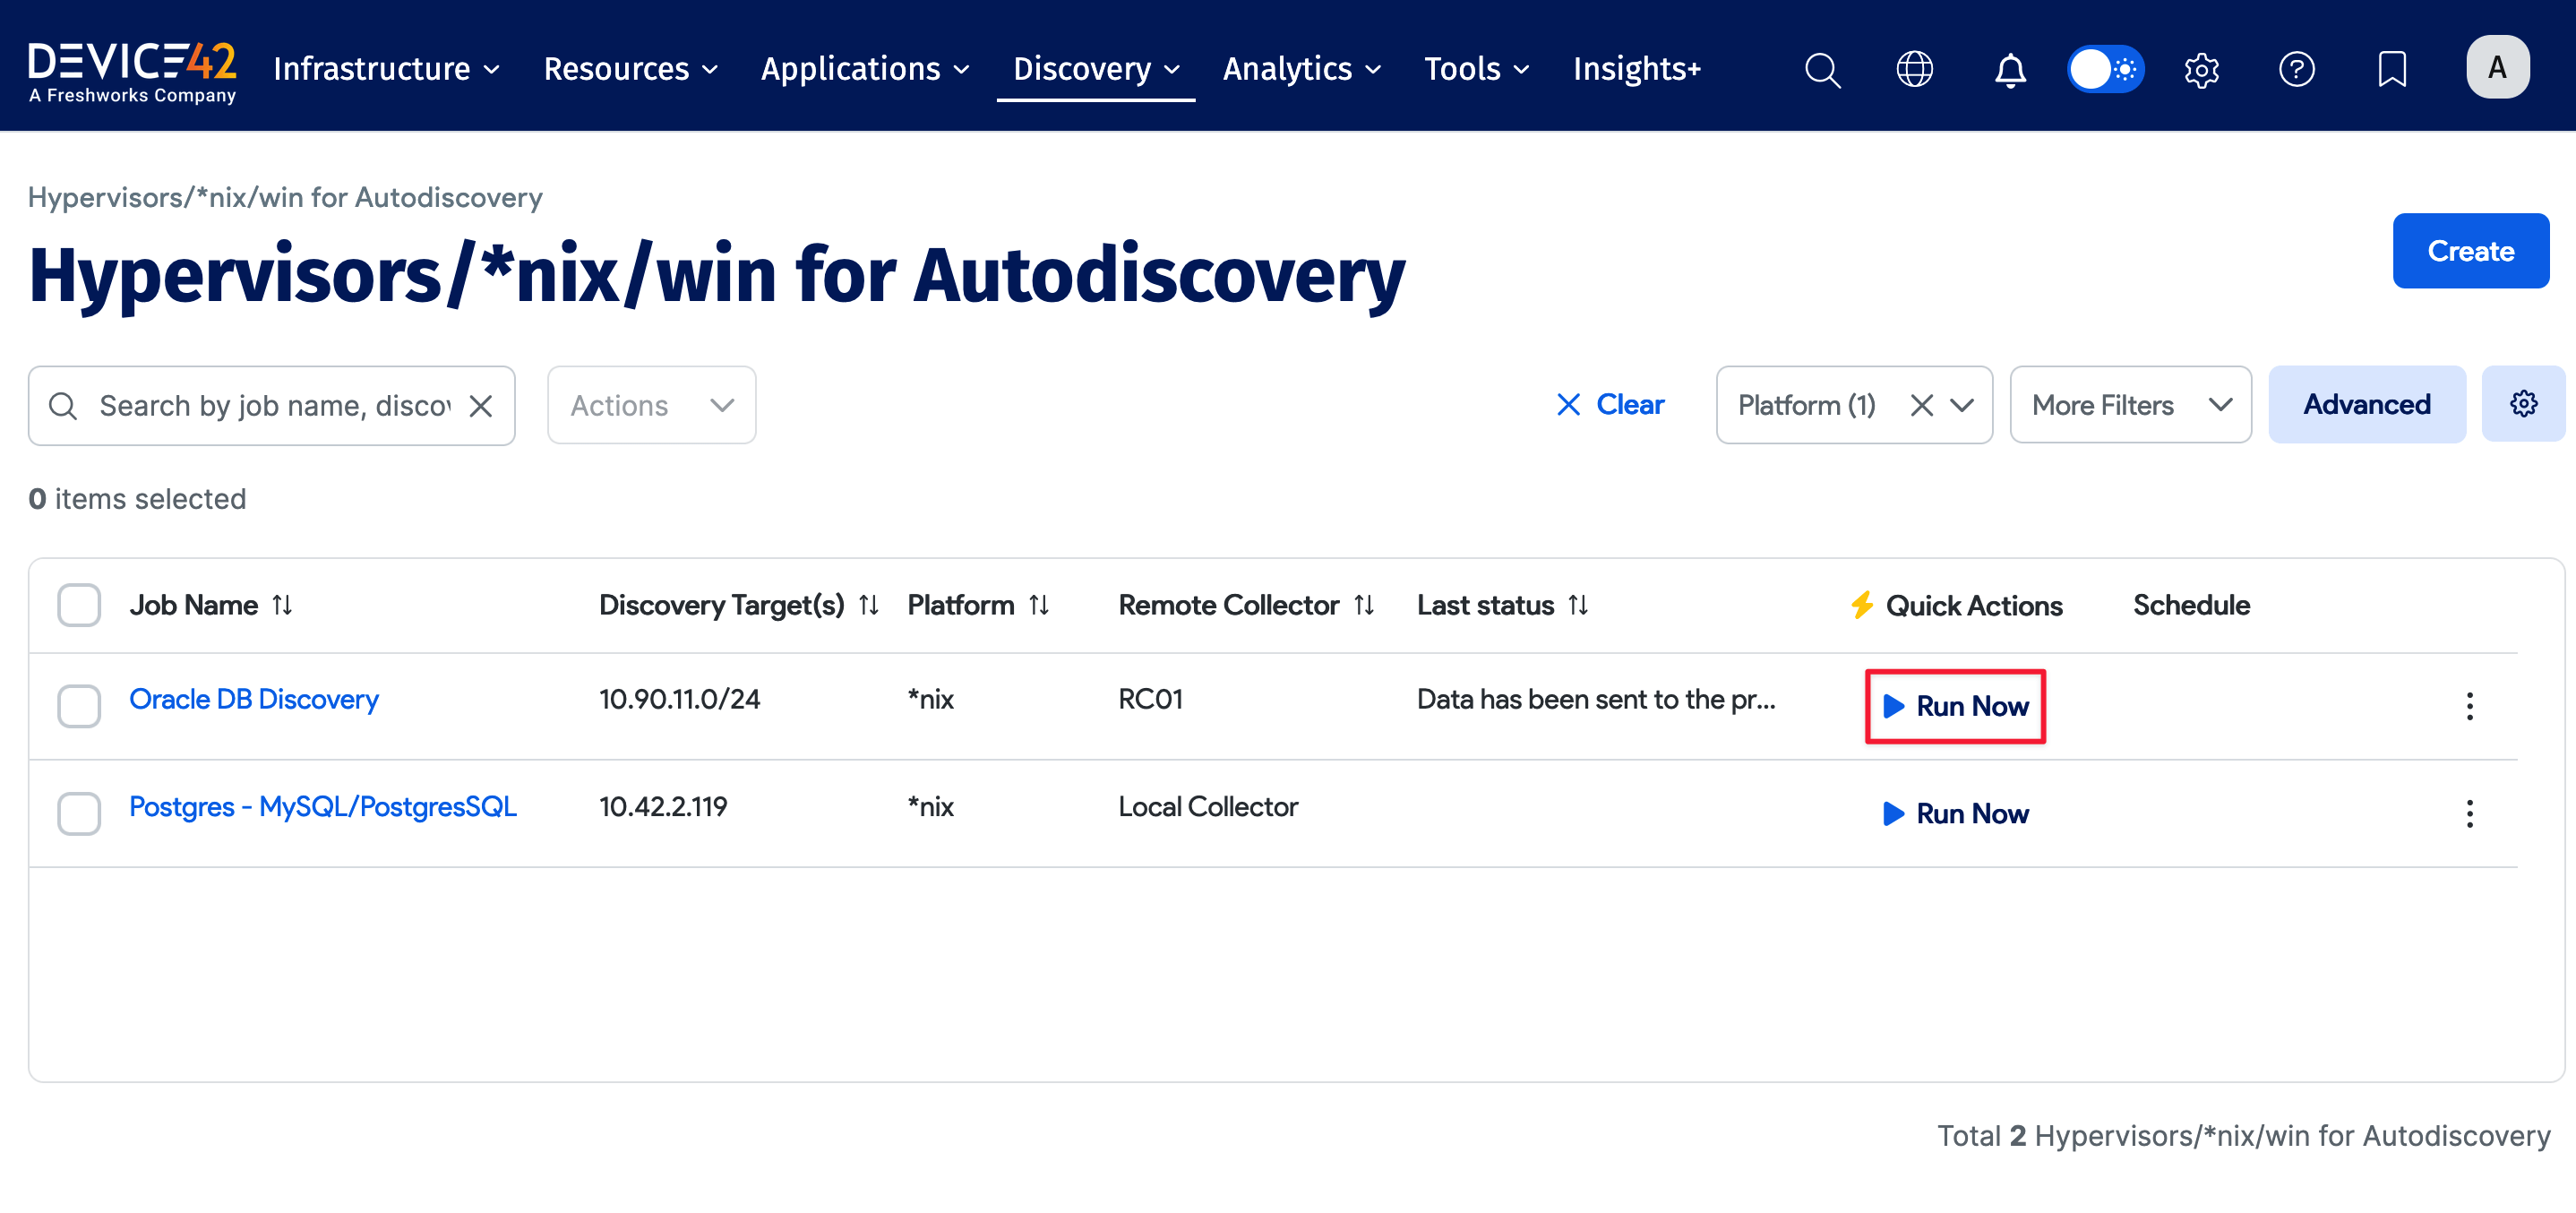 DEVICE42
A Freshworks Company
Infrastructure Resources Applications Discovery Analytics Tools Insights+ A
Hypervisors/*nix/win for Autodiscovery
Hypervisors/*nix/win for Autodiscovery
Create
Search by job name, discov Actions Clear Platform (1) More Filters Advanced
0 items selected
Job Name Discovery Target(s) Platform Remote Collector Last status Quick Actions Schedule
Oracle DB Discovery 10.90.11.0/24 *nix RC01 Data has been sent to the pr... Run Now
Postgres - MySQL/PostgresSQL 10.42.2.119 *nix Local Collector Run Now
Total 2 Hypervisors/*nix/win for Autodiscovery